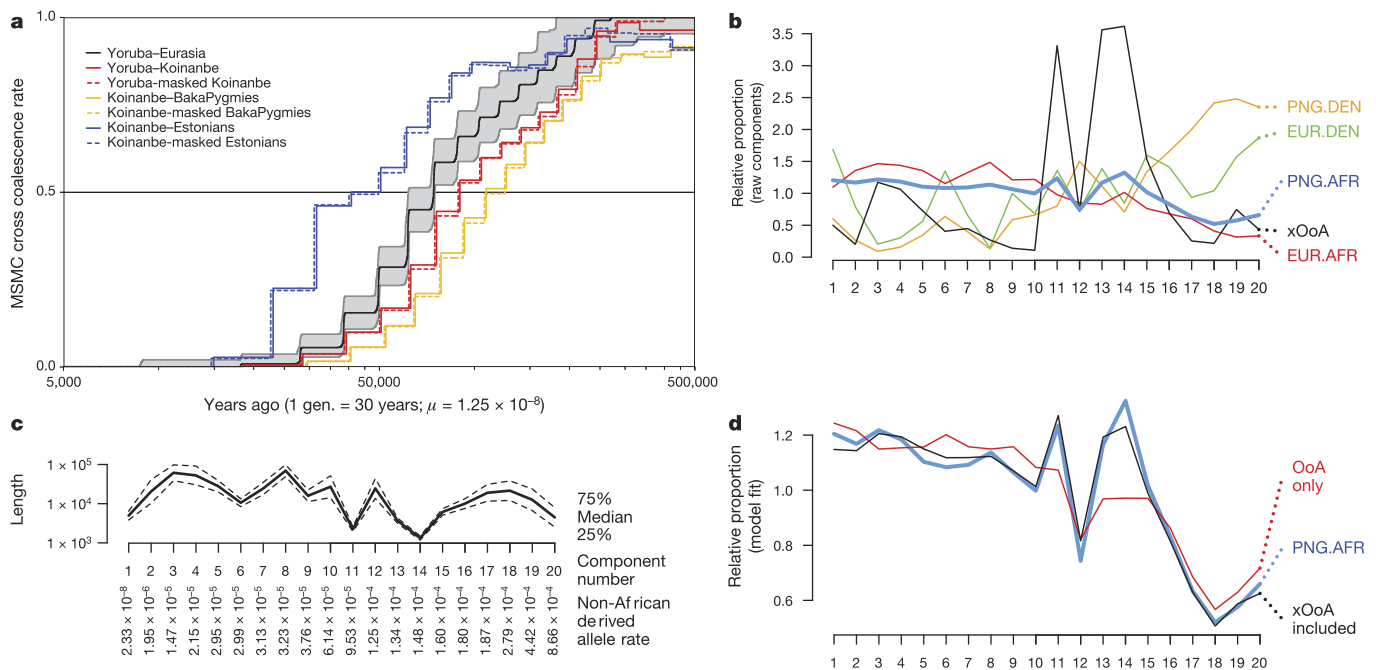 a
1.0
0.5
0.0
MSMC cross coalescence rate
Yoruba–Eurasia
Yoruba–Koinanbe
Yoruba-masked Koinanbe
Koinanbe–BakaPygmies
Koinanbe-masked BakaPygmies
Koinanbe–Estonians
Koinanbe-masked Estonians
5,000
50,000
500,000
Years ago (1 gen. = 30 years; μ = 1.25 × 10⁻⁸)
b
Relative proportion
(raw components)
3.5
3.0
2.5
2.0
1.5
1.0
0.5
0.0
PNG.DEN
EUR.DEN
PNG.AFR
xOoA
EUR.AFR
1 2 3 4 5 6 7 8 9 10 11 12 13 14 15 16 17 18 19 20
c
Length
1 × 10⁵
1 × 10⁴
1 × 10³
75%
Median
25%
1 2 3 4 5 6 7 8 9 10 11 12 13 14 15 16 17 18 19 20
Component
number
2.33 × 10⁻⁸
1.95 × 10⁻⁶
1.47 × 10⁻⁵
2.15 × 10⁻⁵
2.95 × 10⁻⁵
2.99 × 10⁻⁵
3.13 × 10⁻⁵
3.23 × 10⁻⁵
3.76 × 10⁻⁵
6.14 × 10⁻⁵
9.53 × 10⁻⁵
1.25 × 10⁻⁴
1.34 × 10⁻⁴
1.48 × 10⁻⁴
1.60 × 10⁻⁴
1.80 × 10⁻⁴
1.87 × 10⁻⁴
2.79 × 10⁻⁴
4.42 × 10⁻⁴
8.66 × 10⁻⁴
Non-African
derived
allele rate
d
Relative proportion
(model fit)
1.2
1.0
0.8
0.6
OoA
only
PNG.AFR
xOoA
included
1 2 3 4 5 6 7 8 9 10 11 12 13 14 15 16 17 18 19 20